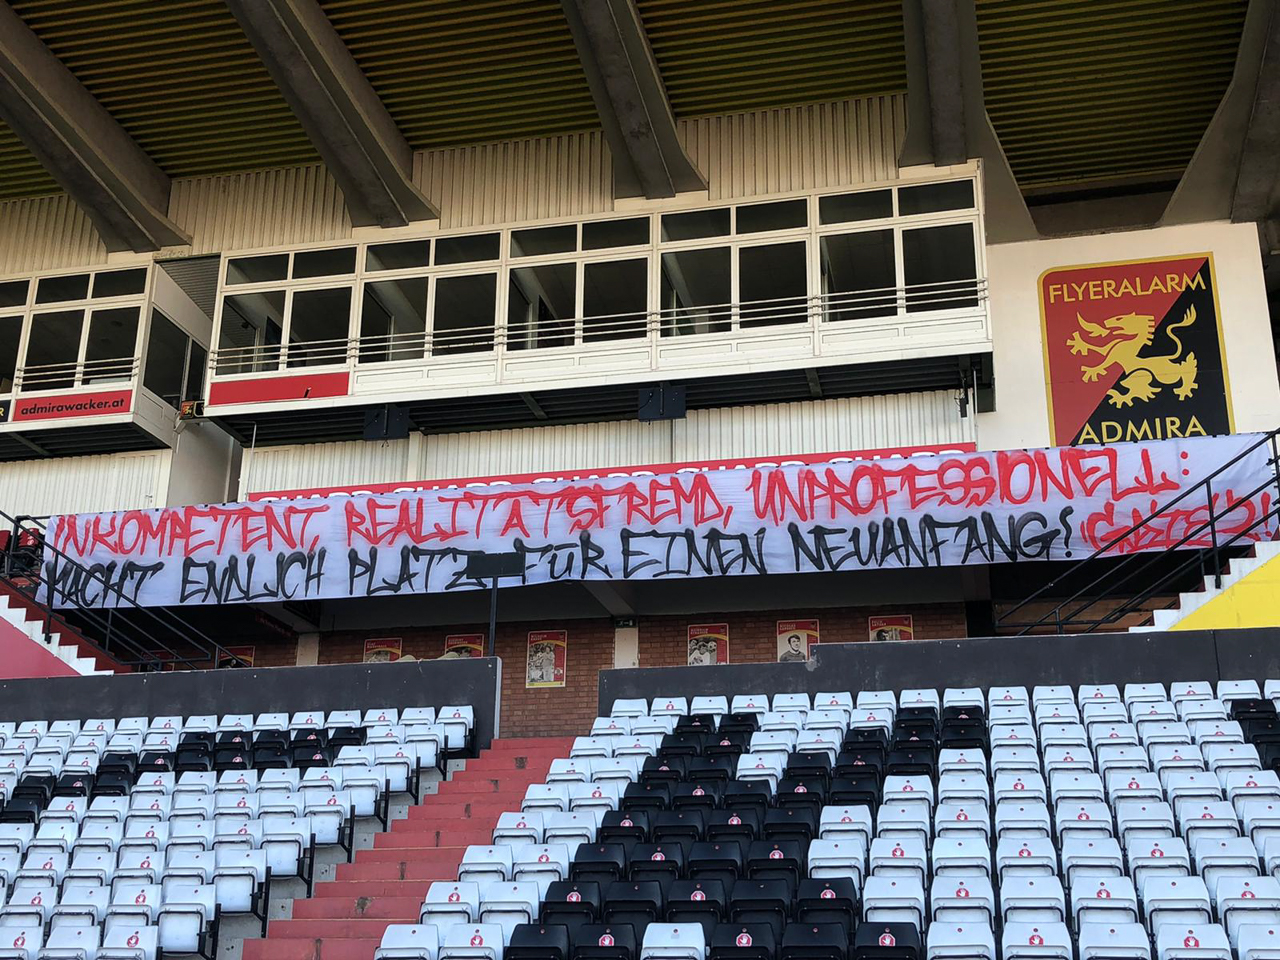 FLYERALARM
ADMIRA
admirawacker.at
INKOMPETENT, REALITÄTSFREMD, UNPROFESSIONELL:
MACHT ENDLICH PLATZ FÜR EINEN NEUANFANG!